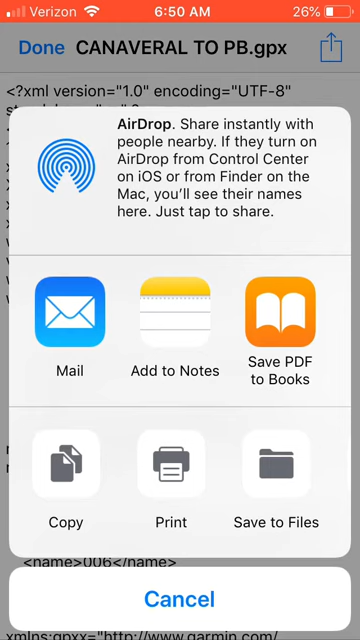 Verizon 6:50 AM 26%
Done CANAVERAL TO PB.gpx
<?xml version="1.0" encoding="UTF-8"
AirDrop. Share instantly with
people nearby. If they turn on
AirDrop from Control Center
on iOS or from Finder on the
Mac, you'll see their names
here. Just tap to share.
Mail
Add to Notes
Save PDF
to Books
Copy
Print
Save to Files
<name>006</name>
Cancel
xmlns:gpxx="http://www.garmin.com/